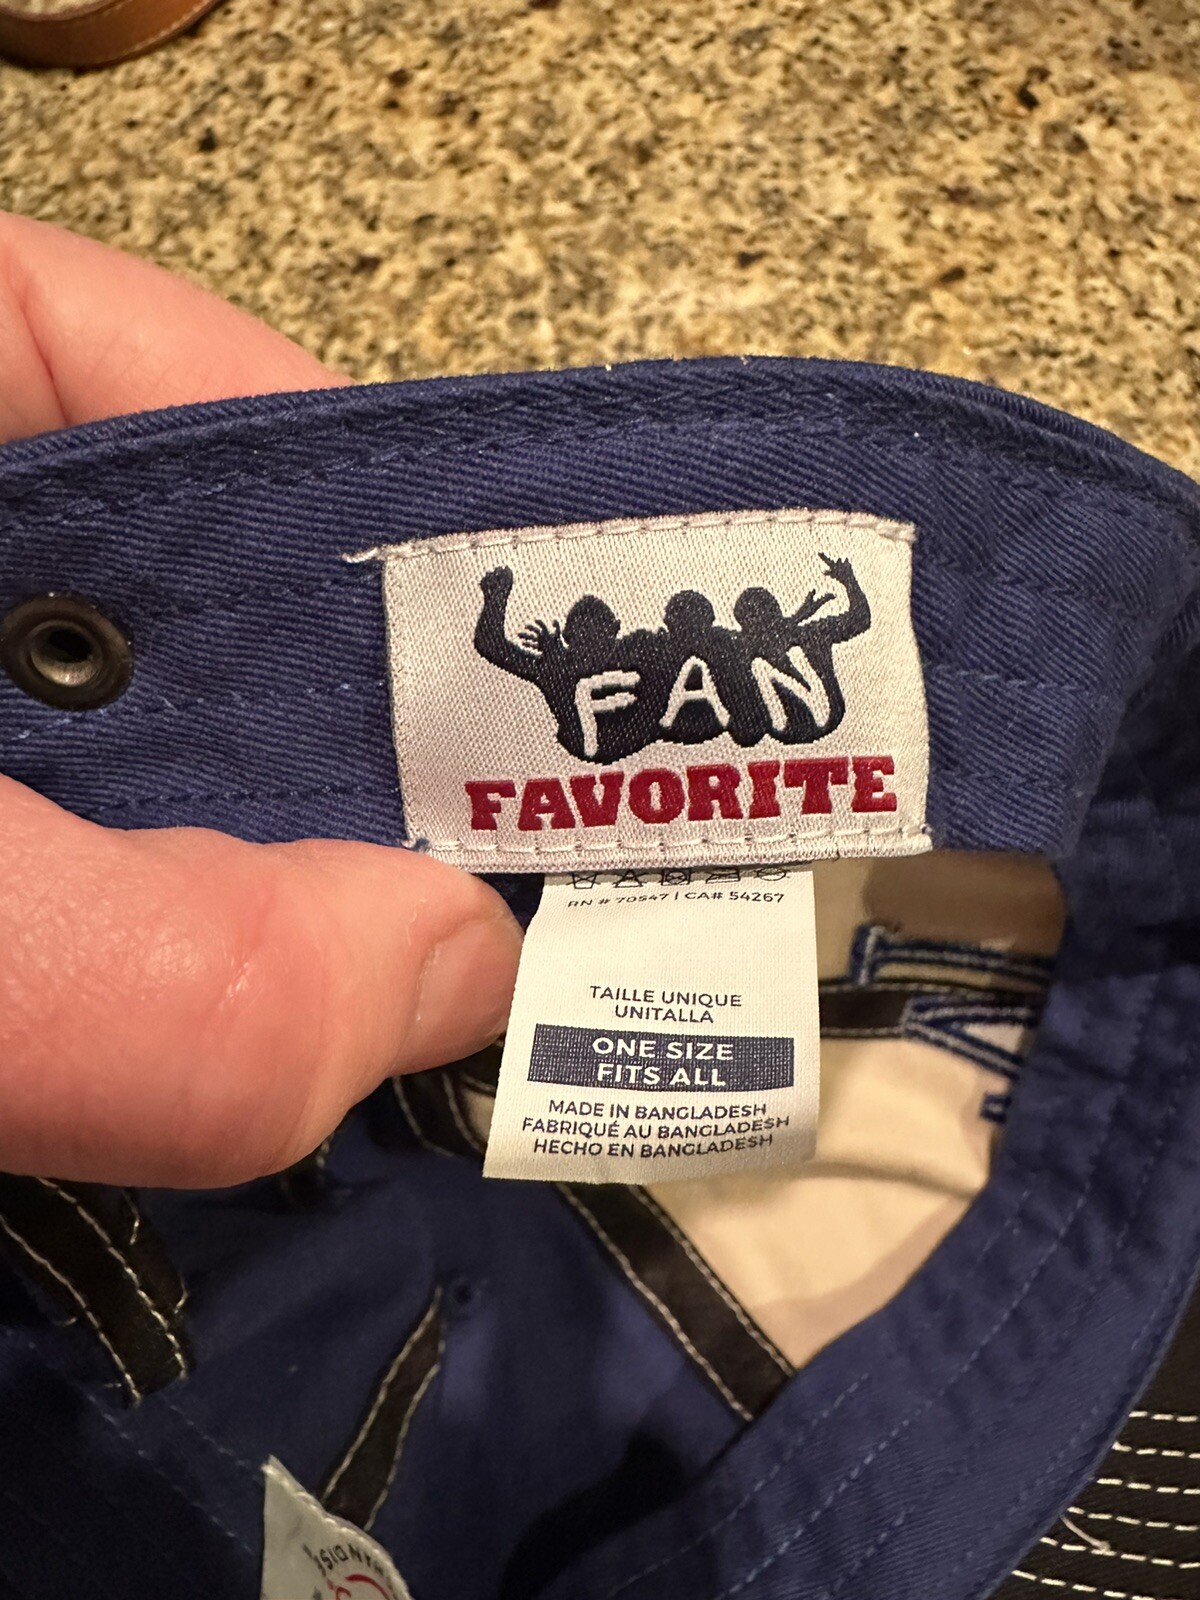 FAN
FAVORITE
RN # 70547 | CA# 54267
TAILLE UNIQUE
UNITALLA
ONE SIZE
FITS ALL
MADE IN BANGLADESH
FABRIQUÉ AU BANGLADESH
HECHO EN BANGLADESH